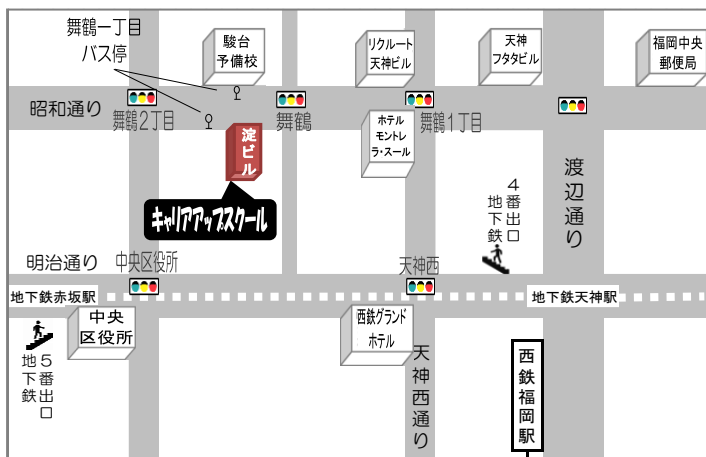 舞鶴一丁目
バス停
駿台
予備校
リクルート
天神ビル
天神
フタタビル
福岡中央
郵便局
昭和通り
舞鶴2丁目
舞鶴
舞鶴1丁目
淀ビル
ホテル
モントレ
ラ・スール
渡辺通り
4番出口
地下鉄
キャリアアップスクール
明治通り
中央区役所
天神西
地下鉄赤坂駅
地下鉄天神駅
中央
区役所
西鉄グランド
ホテル
5番出口
地下鉄
天神西通り
西鉄福岡駅